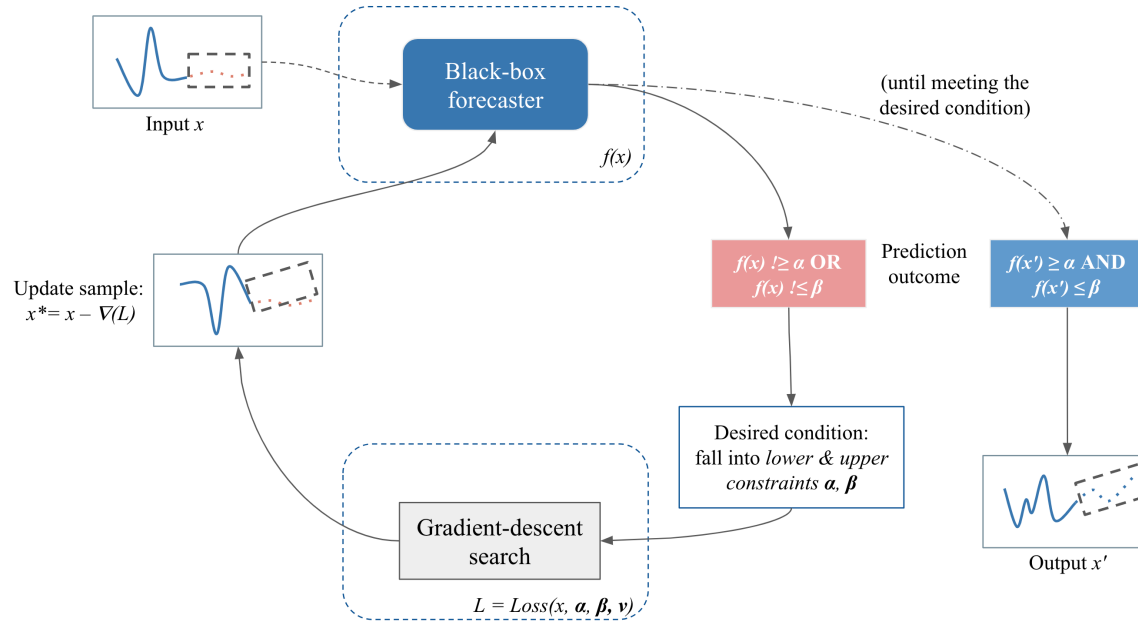 Input x
Black-box
forecaster
f(x)
(until meeting the
desired condition)
f(x) !≥ α OR
f(x) !≤ β
Prediction
outcome
f(x') ≥ α AND
f(x') ≤ β
Update sample:
x*= x – ∇(L)
Desired condition:
fall into lower & upper
constraints α, β
Gradient-descent
search
L = Loss(x, α, β, v)
Output x'